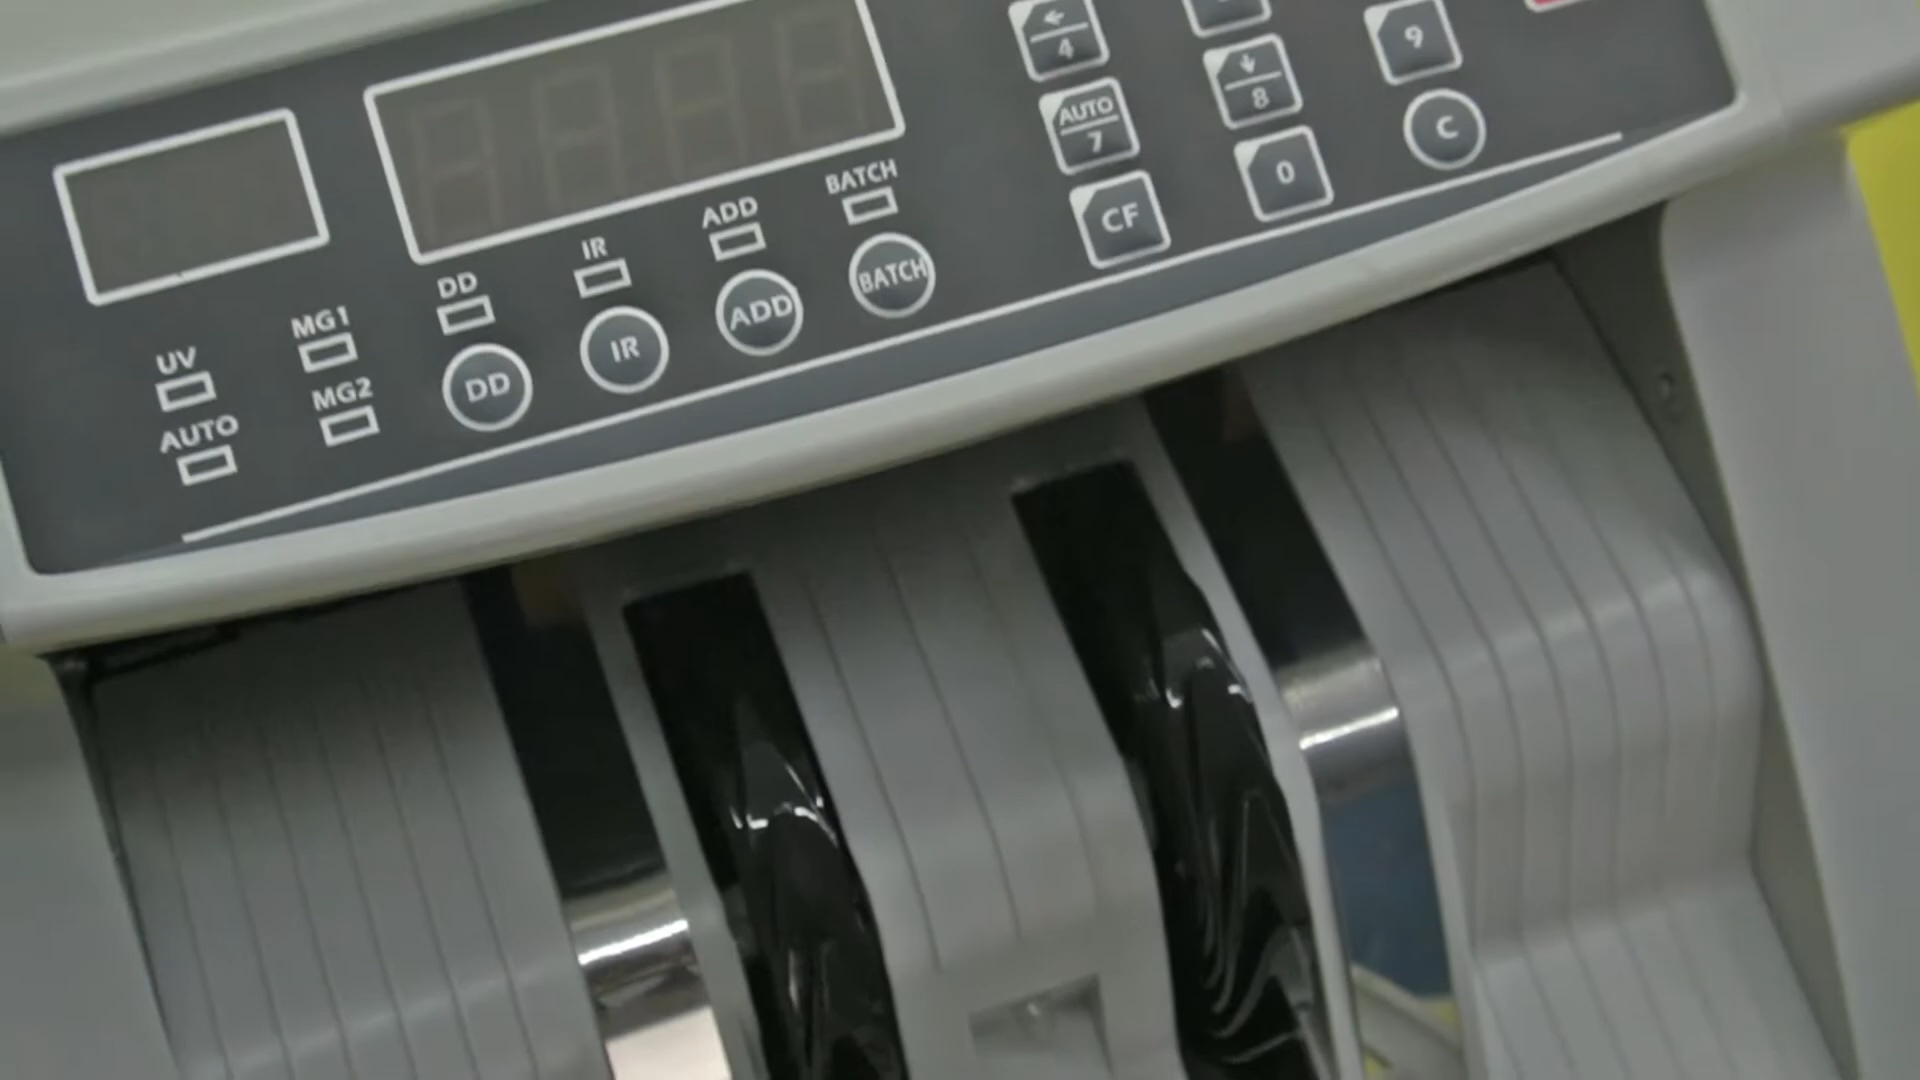 ←
4
9
↓
8
AUTO
7
C
0
CF
BATCH
ADD
IR
DD
MG1
UV
BATCH
ADD
IR
DD
MG2
AUTO